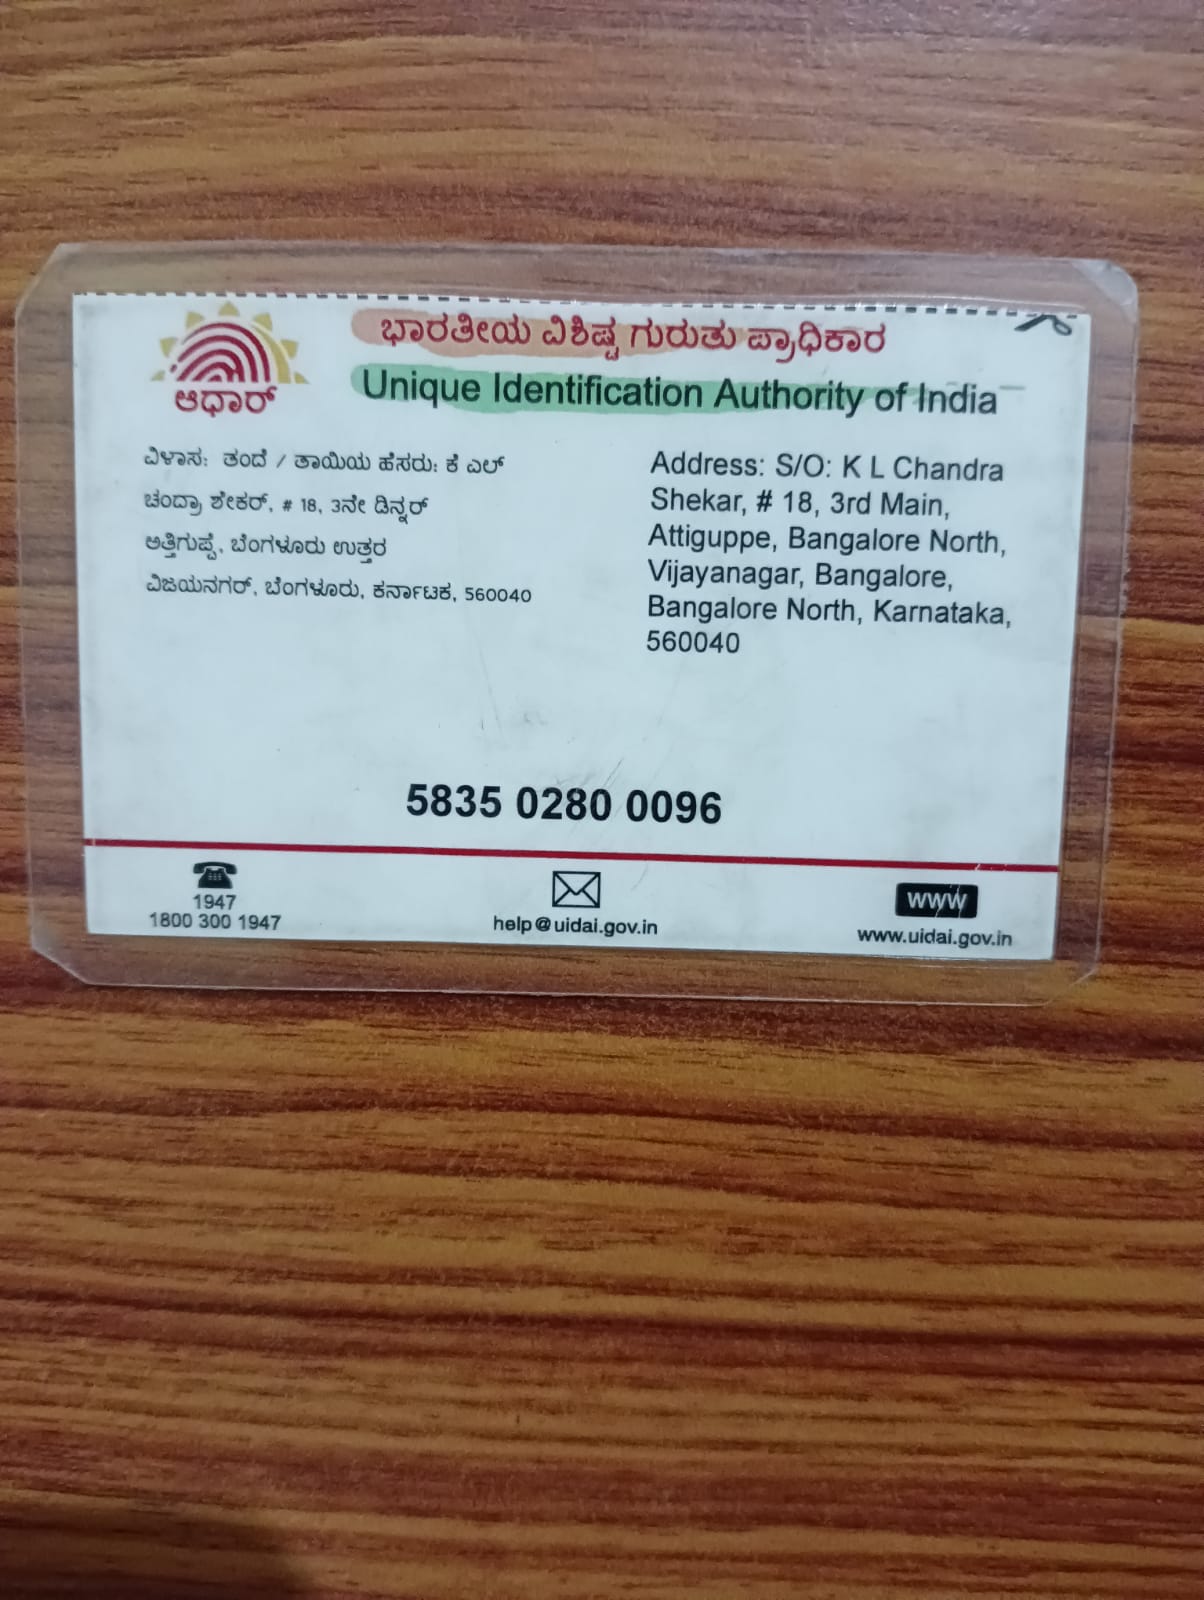 ಆಧಾರ್
ಭಾರತೀಯ ವಿಶಿಷ್ಟ ಗುರುತು ಪ್ರಾಧಿಕಾರ
Unique Identification Authority of India
ವಿಳಾಸ: ತಂದೆ / ತಾಯಿಯ ಹೆಸರು: ಕೆ ಎಲ್
ಚಂದ್ರಾ ಶೇಕರ್, # 18, 3ನೇ ಡಿನ್ನರ್
ಅತ್ತಿಗುಪ್ಪೆ, ಬೆಂಗಳೂರು ಉತ್ತರ
ವಿಜಯನಗರ್, ಬೆಂಗಳೂರು, ಕರ್ನಾಟಕ, 560040
Address: S/O: K L Chandra
Shekar, # 18, 3rd Main,
Attiguppe, Bangalore North,
Vijayanagar, Bangalore,
Bangalore North, Karnataka,
560040
5835 0280 0096
1947
1800 300 1947
help@uidai.gov.in
www
www.uidai.gov.in